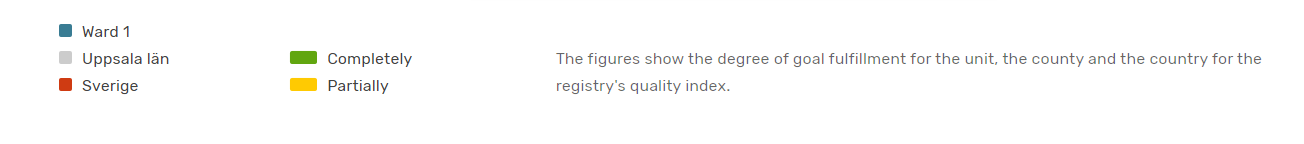 Ward 1
Uppsala län
Sverige
Completely
Partially
The figures show the degree of goal fulfillment for the unit, the county and the country for the
registry's quality index.